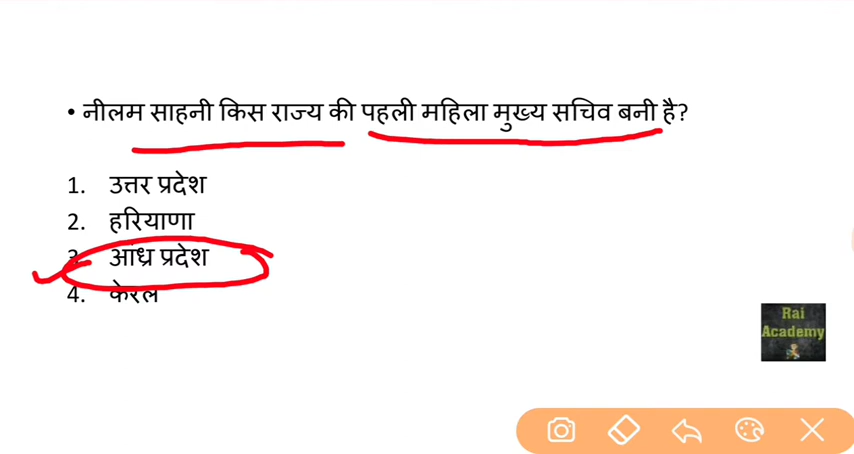 • नीलम साहनी किस राज्य की पहली महिला मुख्य सचिव बनी है?
1. उत्तर प्रदेश
2. हरियाणा
3. आंध्र प्रदेश
4. केरल
Rai
Academy